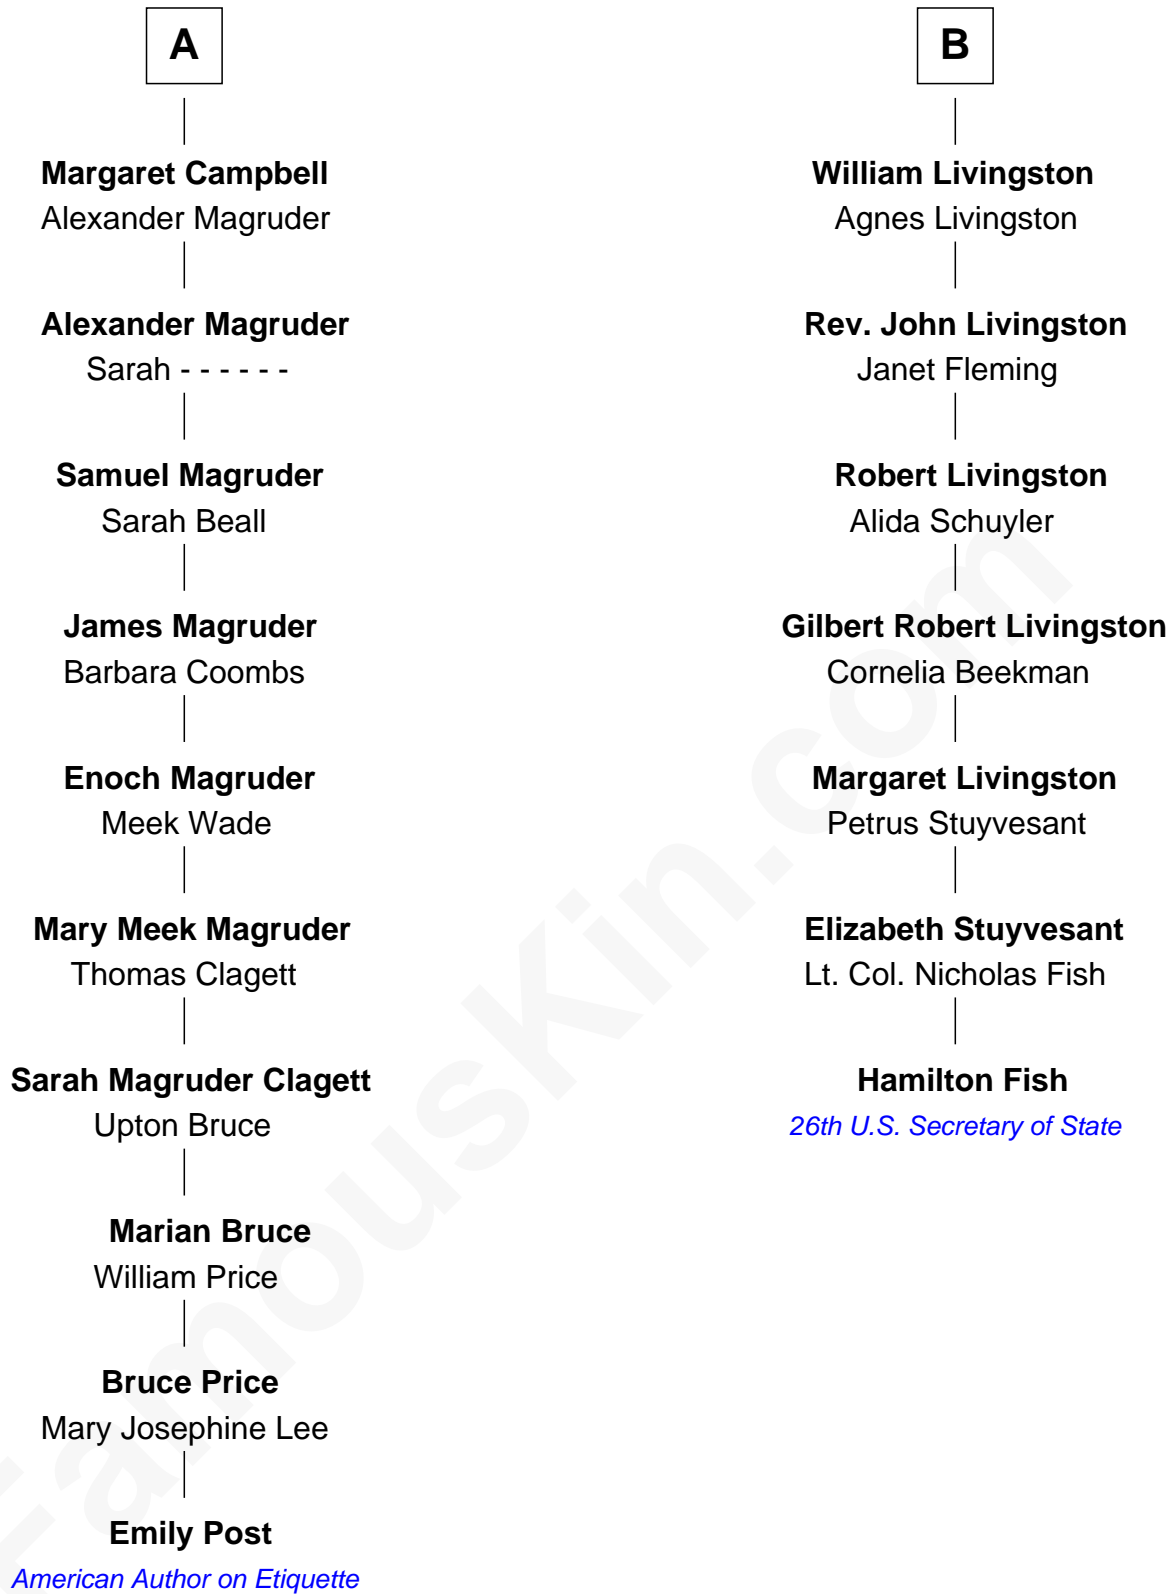 A
Margaret Campbell
Alexander Magruder
Alexander Magruder
Sarah - - - - - -
Samuel Magruder
Sarah Beall
James Magruder
Barbara Coombs
Enoch Magruder
Meek Wade
Mary Meek Magruder
Thomas Clagett
Sarah Magruder Clagett
Upton Bruce
Marian Bruce
William Price
Bruce Price
Mary Josephine Lee
Emily Post
American Author on Etiquette
B
William Livingston
Agnes Livingston
Rev. John Livingston
Janet Fleming
Robert Livingston
Alida Schuyler
Gilbert Robert Livingston
Cornelia Beekman
Margaret Livingston
Petrus Stuyvesant
Elizabeth Stuyvesant
Lt. Col. Nicholas Fish
Hamilton Fish
26th U.S. Secretary of State
FamousKin.com